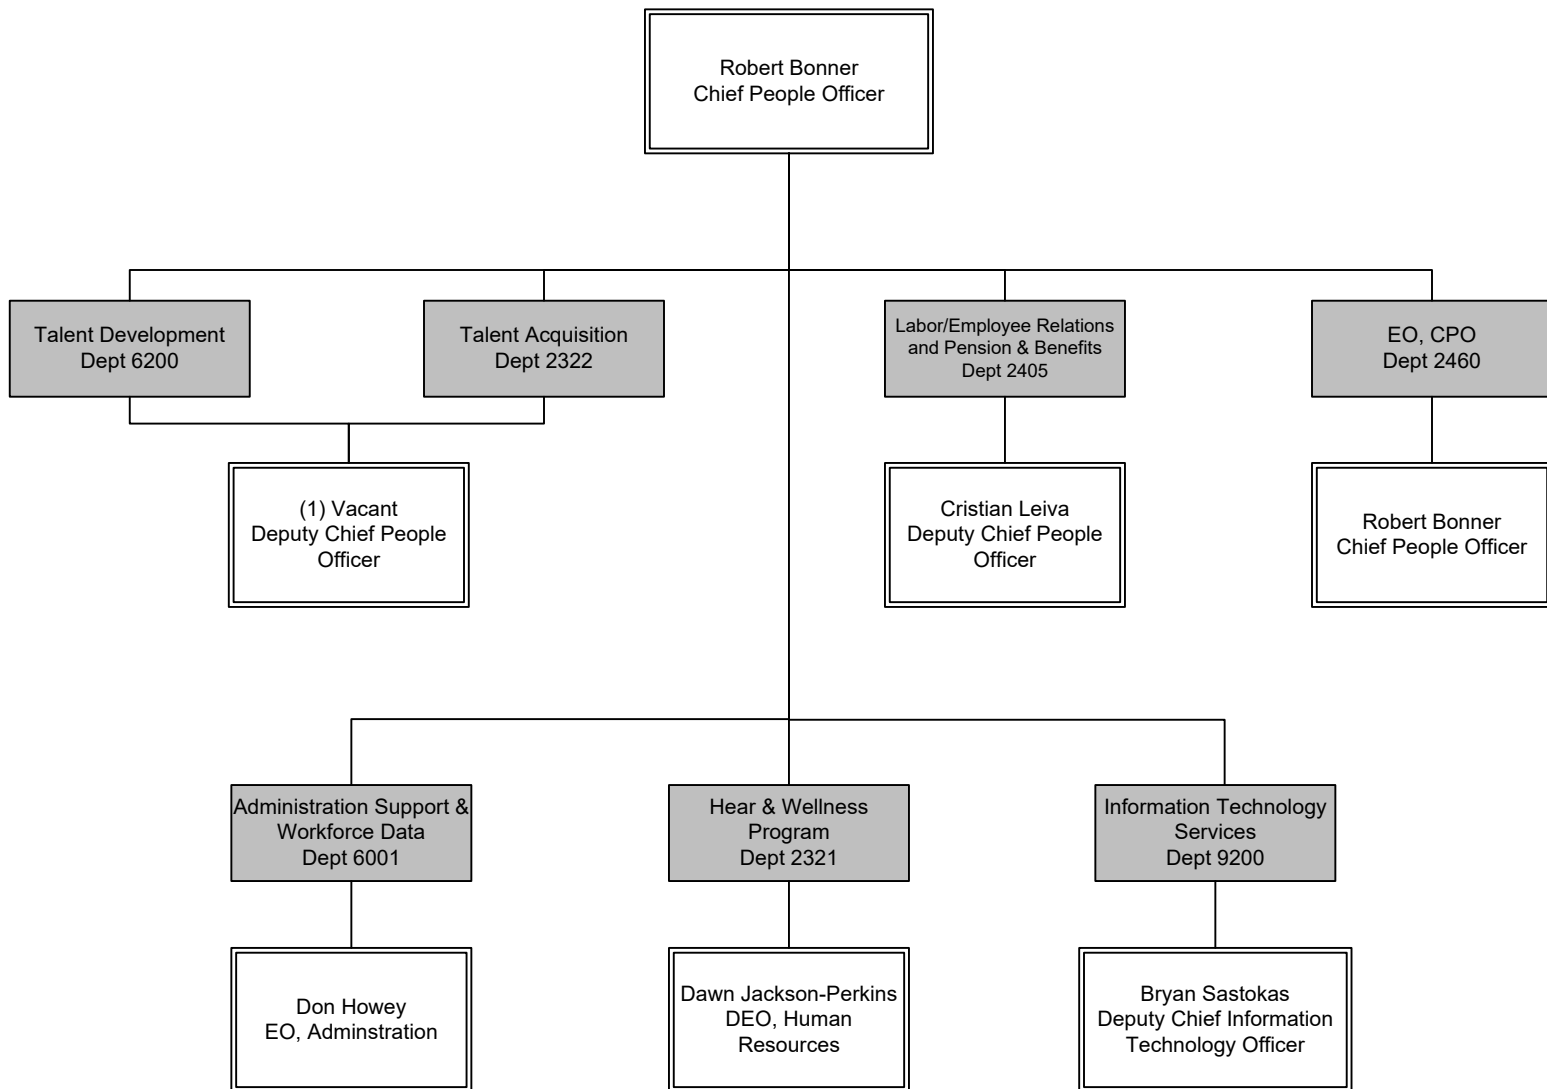 Robert Bonner
Chief People Officer
Talent Development
Dept 6200
Talent Acquisition
Dept 2322
Labor/Employee Relations
and Pension & Benefits
Dept 2405
EO, CPO
Dept 2460
(1) Vacant
Deputy Chief People
Officer
Cristian Leiva
Deputy Chief People
Officer
Robert Bonner
Chief People Officer
Administration Support &
Workforce Data
Dept 6001
Hear & Wellness
Program
Dept 2321
Information Technology
Services
Dept 9200
Don Howey
EO, Adminstration
Dawn Jackson-Perkins
DEO, Human
Resources
Bryan Sastokas
Deputy Chief Information
Technology Officer